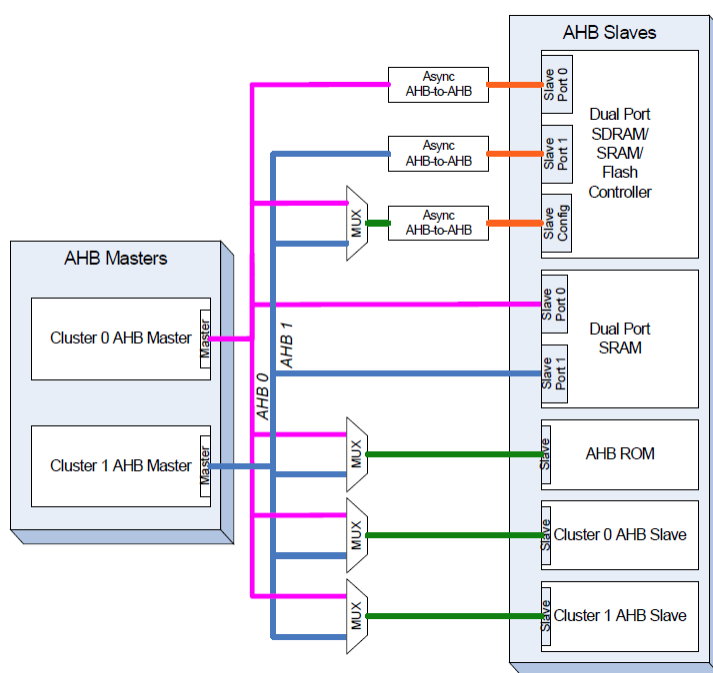 AHB Slaves
Async
AHB-to-AHB
Slave
Port 0
Async
AHB-to-AHB
Slave
Port 1
Dual Port
SDRAM/
SRAM/
Flash
Controller
MUX
Async
AHB-to-AHB
Slave
Config
AHB Masters
Cluster 0 AHB Master
Master
Cluster 1 AHB Master
Master
AHB 0
AHB 1
Slave
Port 0
Dual Port
SRAM
Slave
Port 1
MUX
Slave
AHB ROM
MUX
Slave
Cluster 0 AHB Slave
MUX
Slave
Cluster 1 AHB Slave